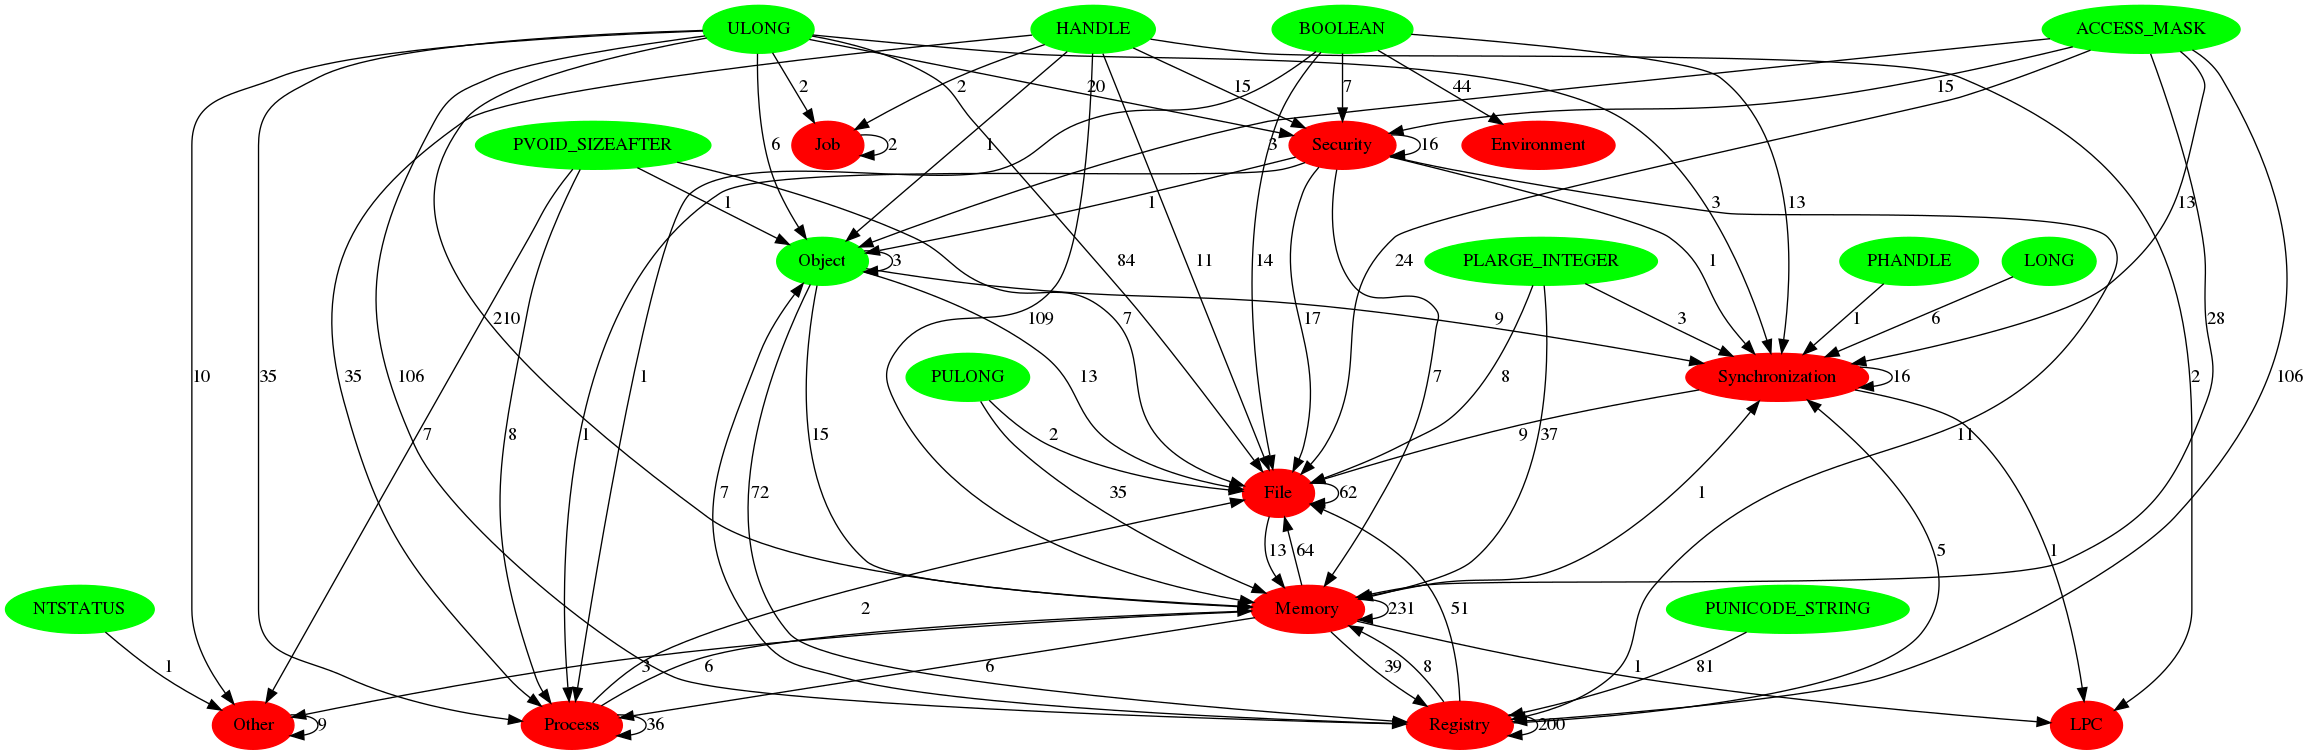 ULONG HANDLE BOOLEAN ACCESS_MASK
2 2 20 15 7 44 15
PVOID_SIZEAFTER Job Security Environment
6 2 1 3 16
1 1 3 13 13
Object PLARGE_INTEGER PHANDLE LONG
3 84 11 14 24 1
210 109 7 9 3 1 6 28
PULONG Synchronization
10 35 35 106 1 13 17 7 8 16 2 106
7 8 1 15 2 9 37 11 1
7 72 35 File 62
13 64 1 5
NTSTATUS Memory PUNICODE_STRING
2 231 51
1 3 6 6 39 8 1 81
Other Process Registry LPC
9 36 200